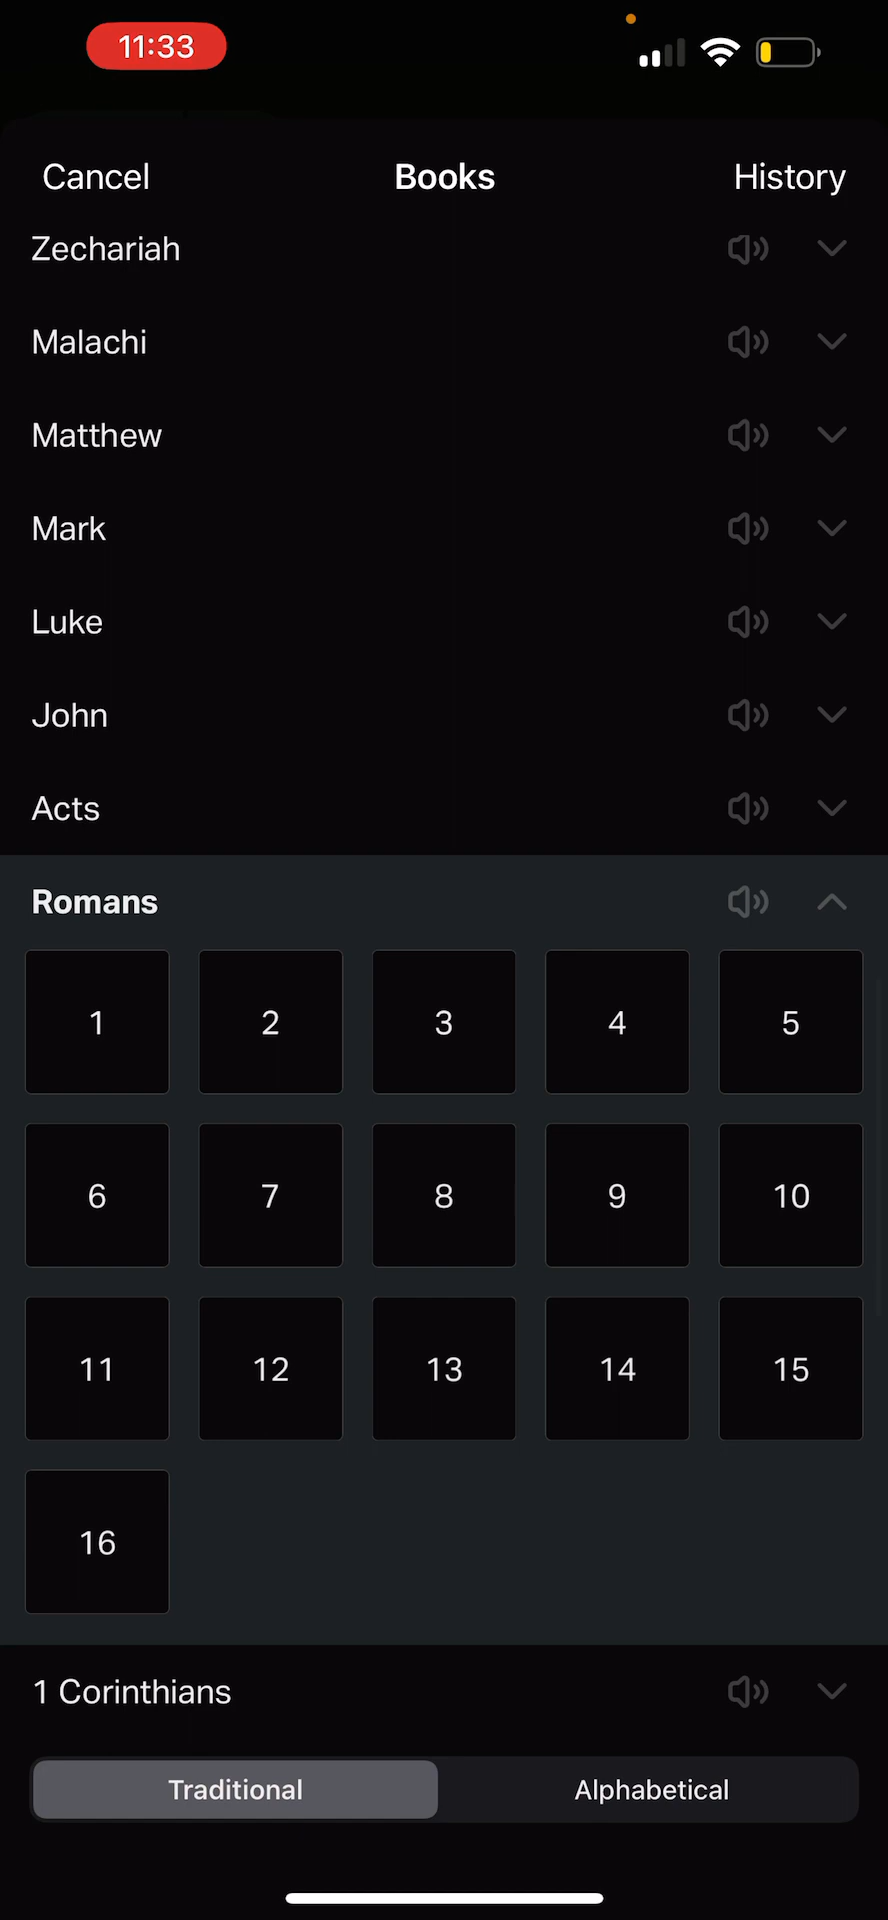 11:33
Cancel Books History
Zechariah
Malachi
Matthew
Mark
Luke
John
Acts
Romans
1 2 3 4 5
6 7 8 9 10
11 12 13 14 15
16
1 Corinthians
Traditional Alphabetical